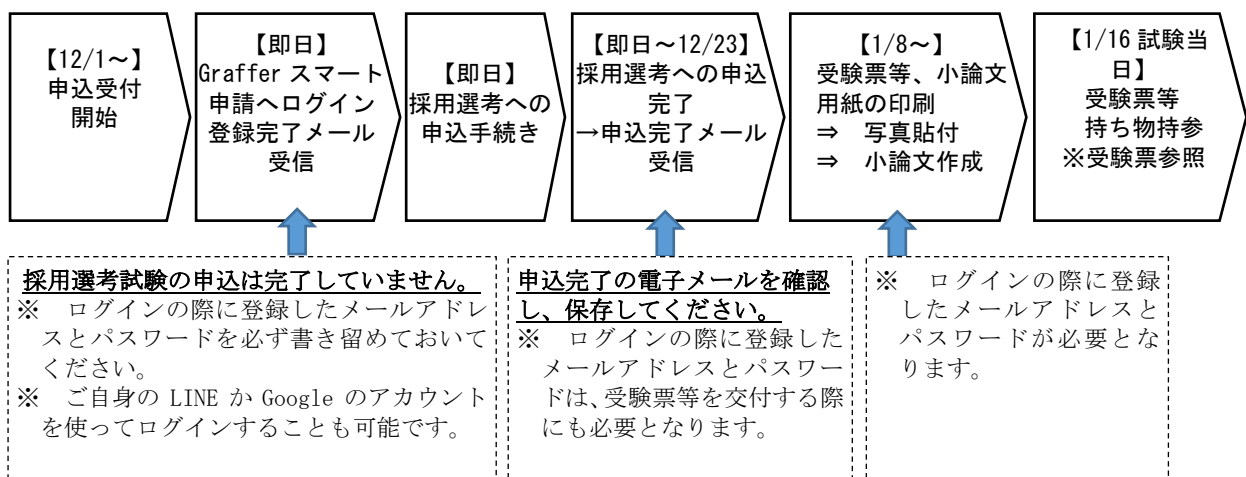 【12/1～】
申込受付
開始
【即日】
Graffer スマート
申請へログイン
登録完了メール
受信
【即日】
採用選考への
申込手続き
【即日～12/23】
採用選考への申込
完了
→申込完了メール
受信
【1/8～】
受験票等、小論文
用紙の印刷
⇒　写真貼付
⇒　小論文作成
【1/16 試験当
日】
受験票等
持ち物持参
※受験票参照
採用選考試験の申込は完了していません。
※　ログインの際に登録したメールアドレ
スとパスワードを必ず書き留めておいて
ください。
※　ご自身の LINE か Google のアカウント
を使ってログインすることも可能です。
申込完了の電子メールを確認
し、保存してください。
※　ログインの際に登録した
メールアドレスとパスワー
ドは、受験票等を交付する際
にも必要となります。
※　ログインの際に登録
したメールアドレスと
パスワードが必要とな
ります。